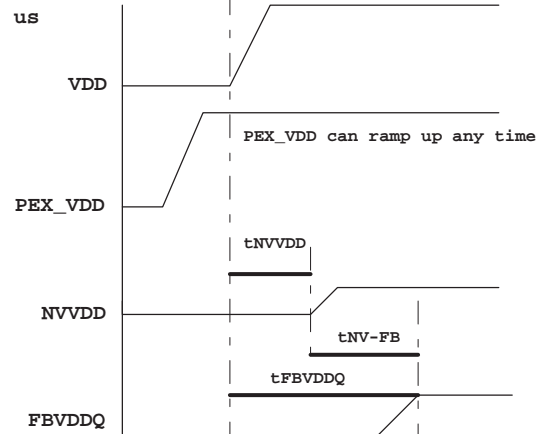 us
VDD
PEX_VDD can ramp up any time
PEX_VDD
tNVVDD
NVVDD
tNV-FB
tFBVDDQ
FBVDDQ